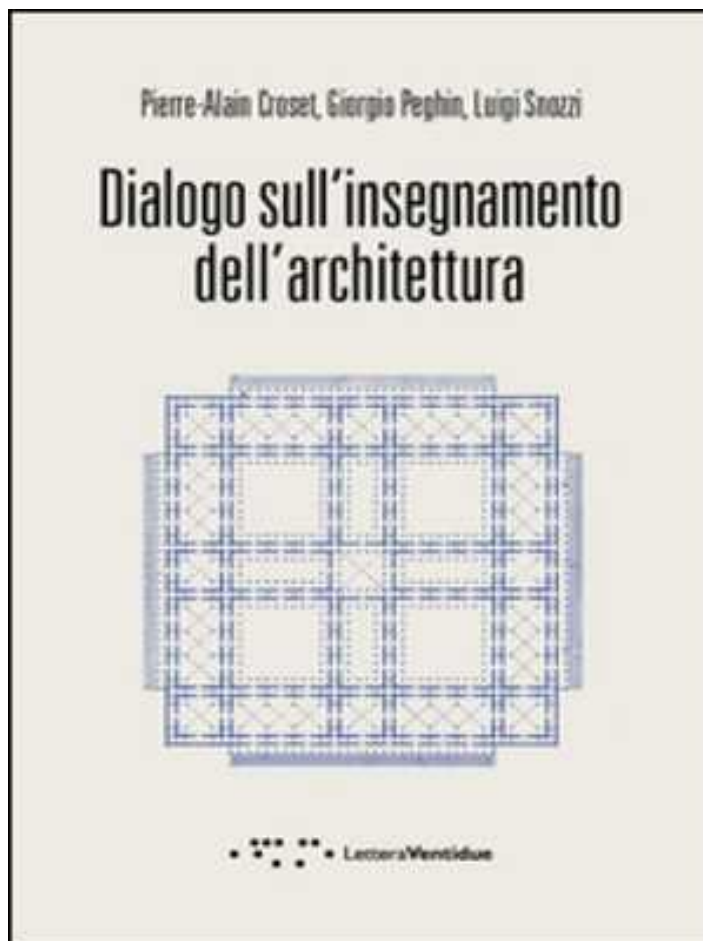 Pierre-Alain Croset, Giorgio Peghin, Luigi Snozzi
Dialogo sull'insegnamento
dell'architettura
LetteraVentidue